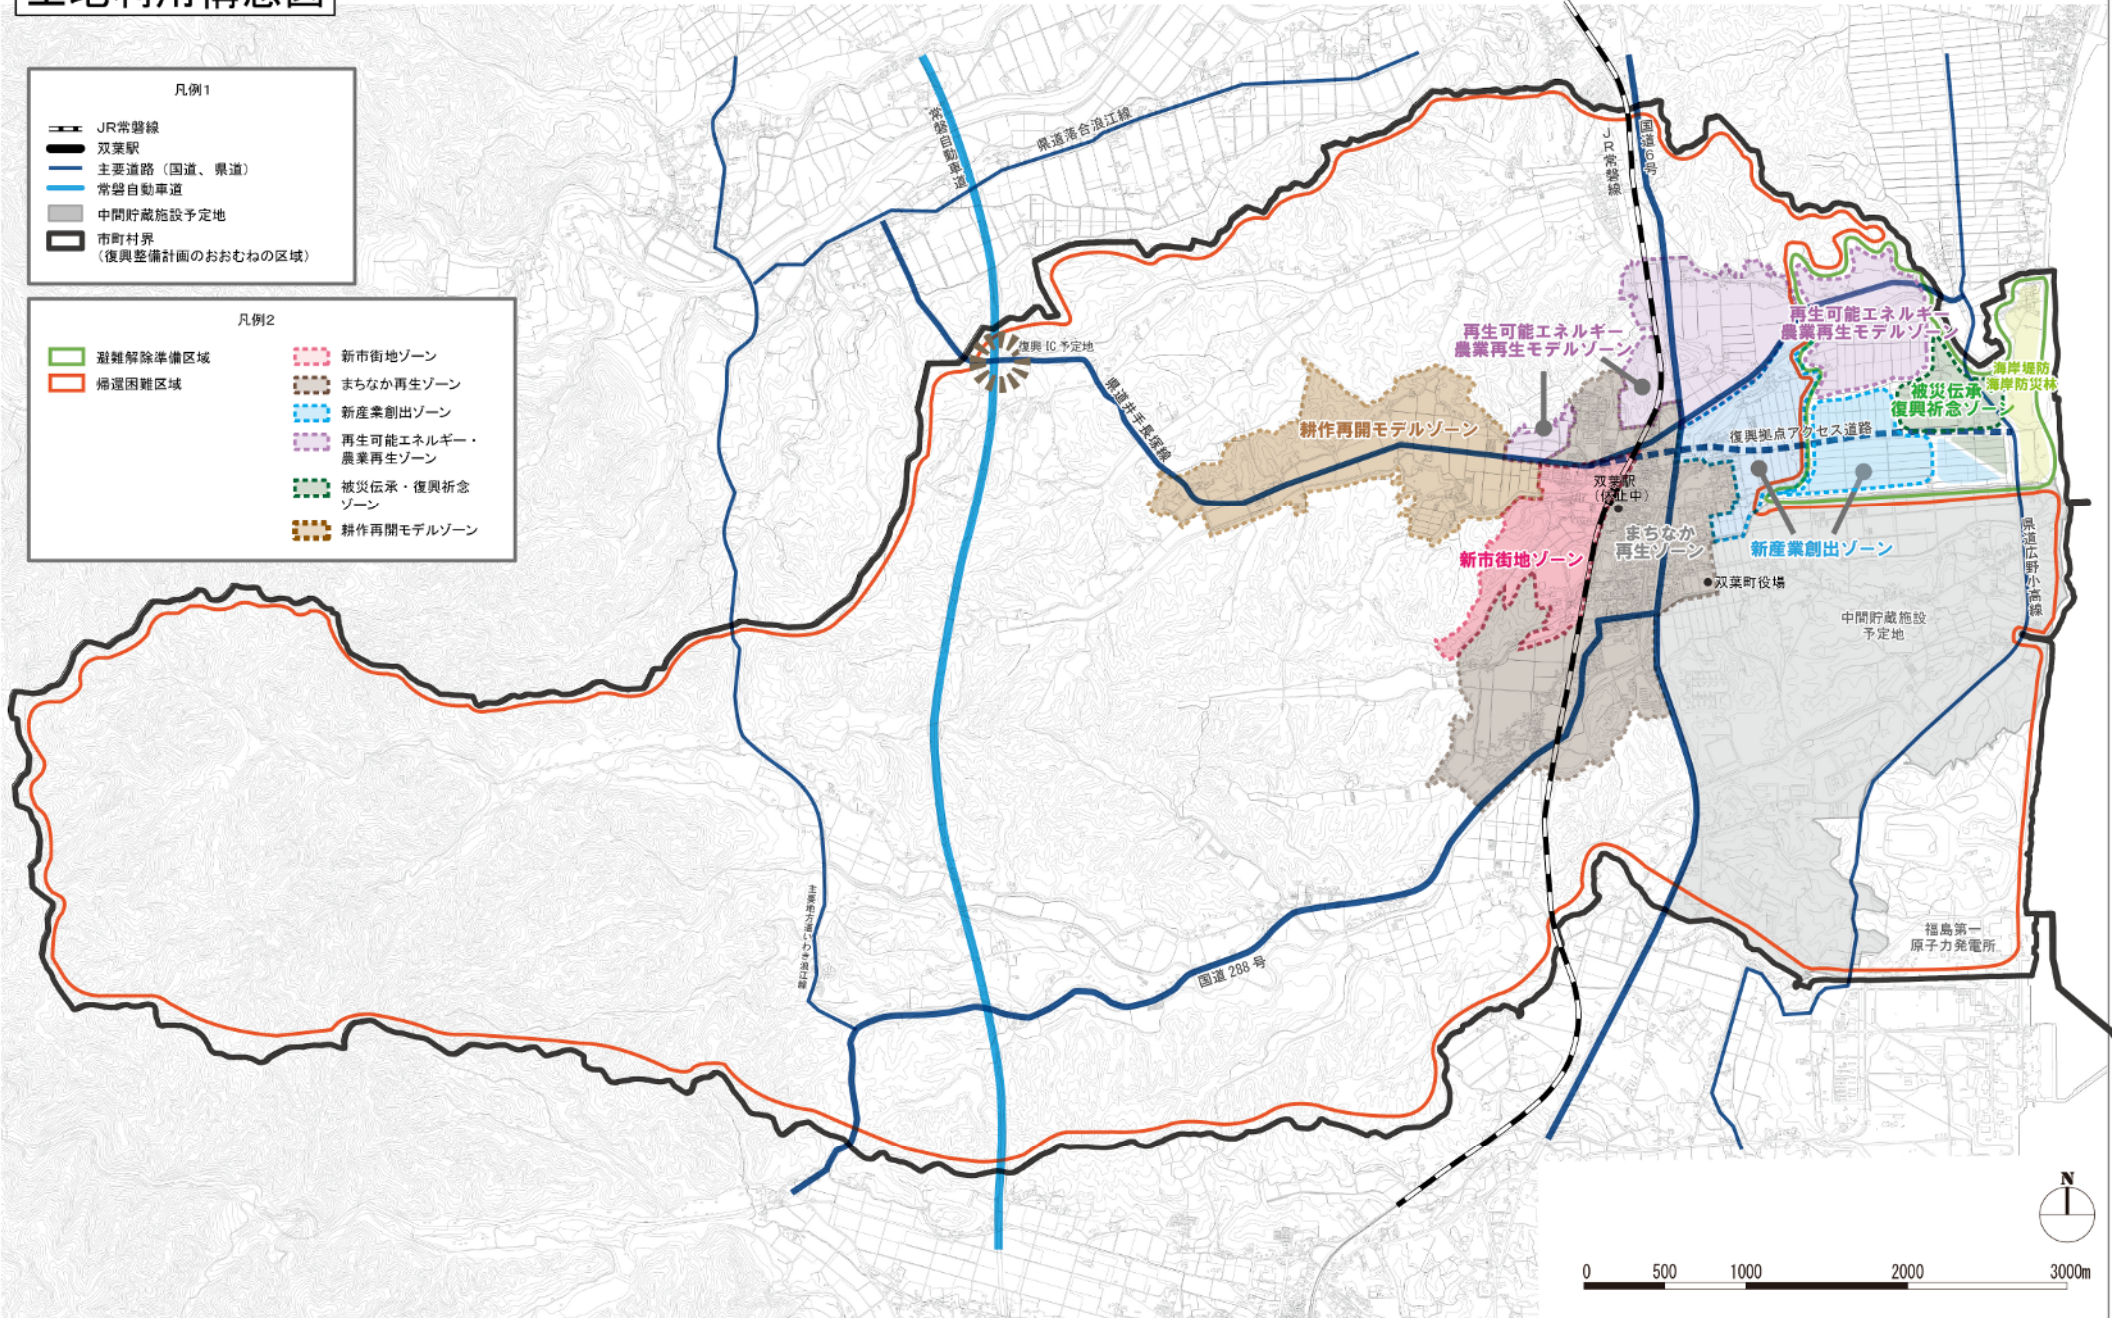 土地利用構想図
凡例1
JR常磐線
双葉駅
主要道路（国道、県道）
常磐自動車道
中間貯蔵施設予定地
市町村界
（復興整備計画のおおむねの区域）
凡例2
避難解除準備区域
帰還困難区域
新市街地ゾーン
まちなか再生ゾーン
新産業創出ゾーン
再生可能エネルギー・
農業再生ゾーン
被災伝承・復興祈念
ゾーン
耕作再開モデルゾーン
常磐自動車道
県道落合浪江線
JR常磐線
国道6号
復興IC予定地
県道井手長塚線
再生可能エネルギー
農業再生モデルゾーン
再生可能エネルギー
農業再生モデルゾーン
海岸堤防
海岸防災林
被災伝承
復興祈念ゾーン
耕作再開モデルゾーン
復興拠点アクセス道路
双葉駅
（休止中）
まちなか
再生ゾーン
新産業創出ゾーン
新市街地ゾーン
双葉町役場
県道広野小高線
中間貯蔵施設
予定地
主要地方道いわき浪江線
国道288号
福島第一
原子力発電所
N
0 500 1000 2000 3000m